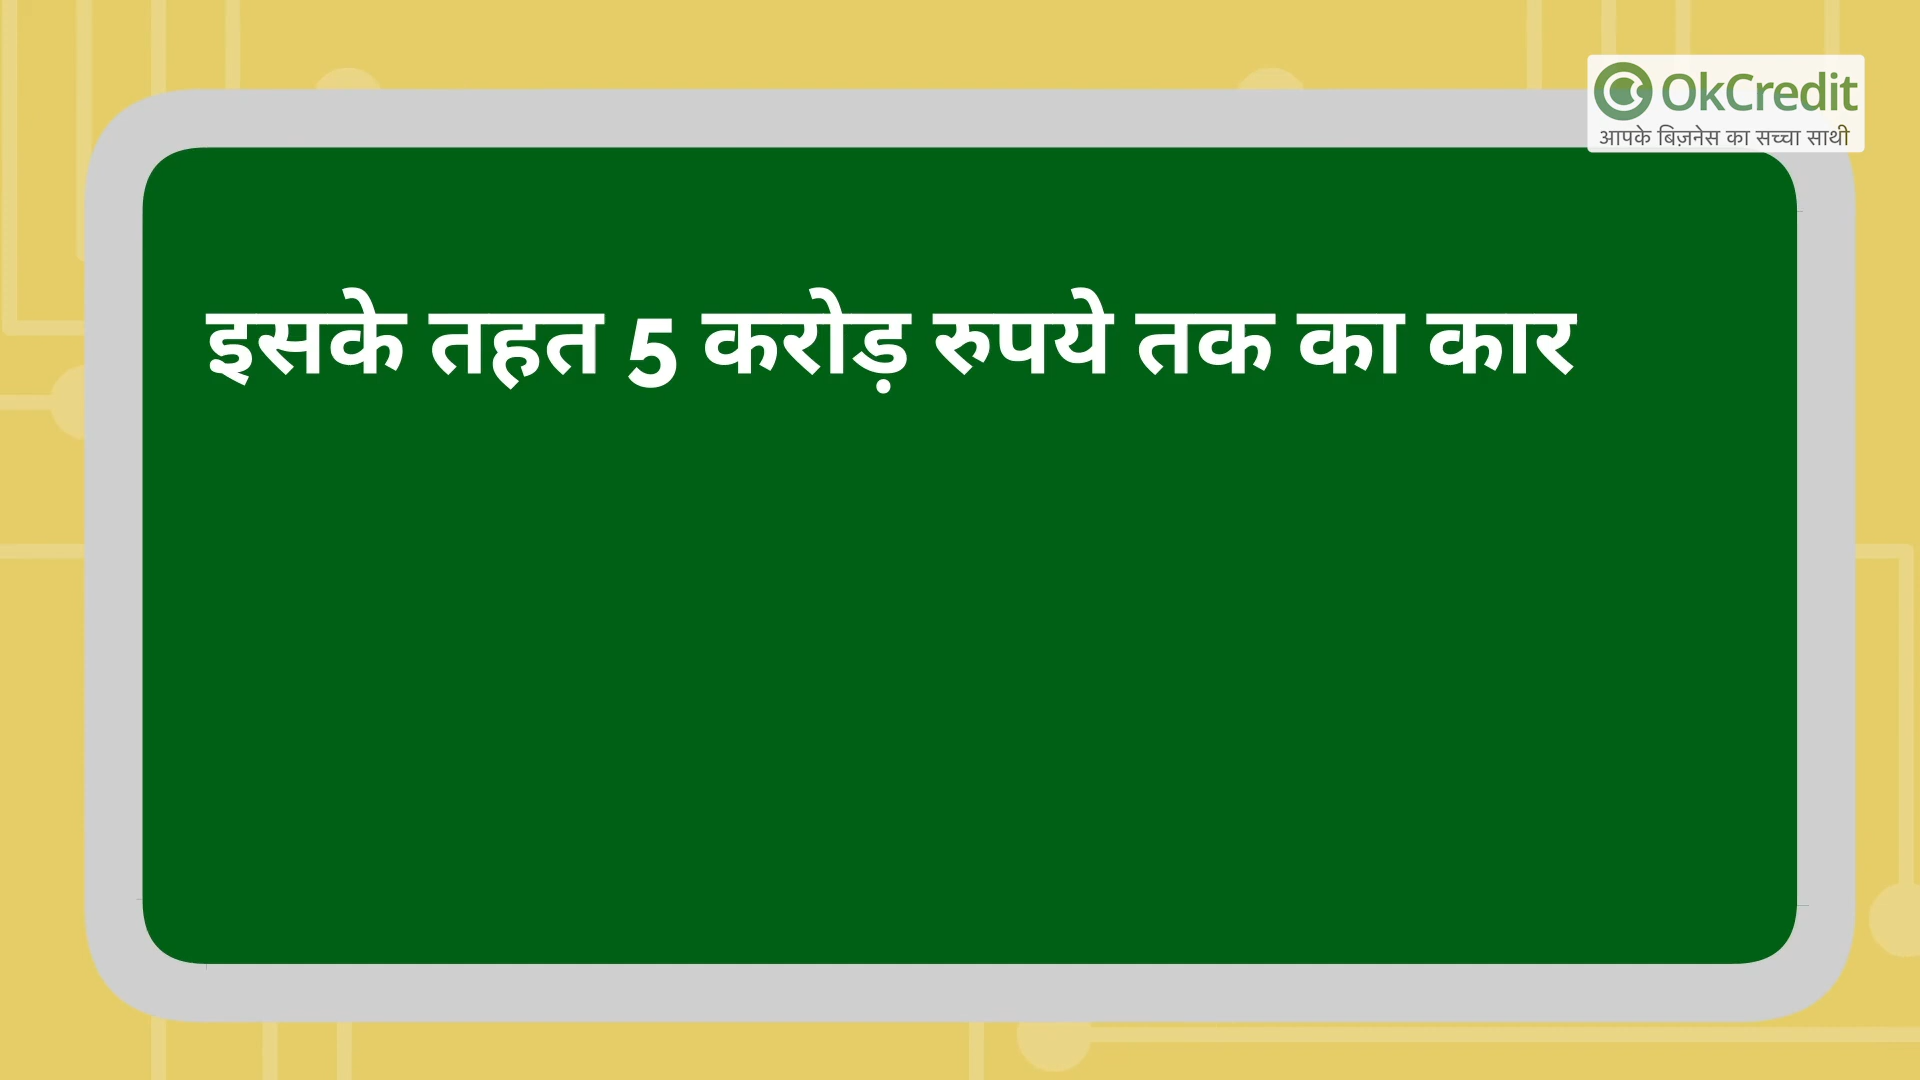 OkCredit
आपके बिज़नेस का सच्चा साथी
इसके तहत 5 करोड़ रुपये तक का कार